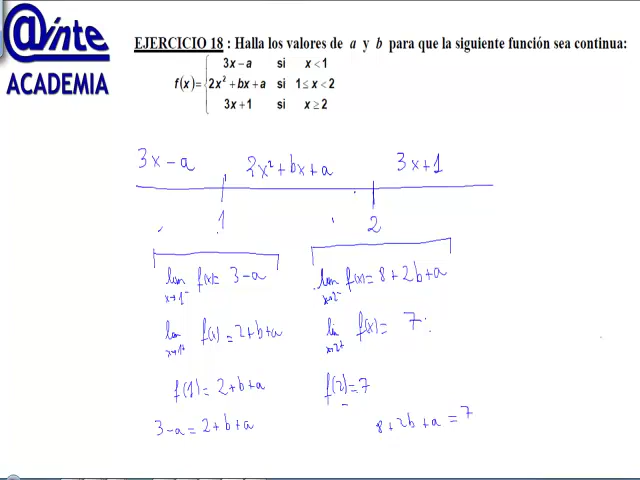 @vinte
ACADEMIA
EJERCICIO 18 : Halla los valores de a y b para que la siguiente función sea continua:
f(x)= { 3x − a si x < 1
2x² + bx + a si 1 ≤ x < 2
3x + 1 si x ≥ 2
3x − a 2x² + bx + a 3x + 1
1 2
lim x→1⁻ f(x) = 3 − a lim x→2⁻ f(x) = 8 + 2b + a
lim x→1⁺ f(x) = 2 + b + a lim x→2⁺ f(x) = 7
f(1) = 2 + b + a f(2) = 7
3 − a = 2 + b + a 8 + 2b + a = 7